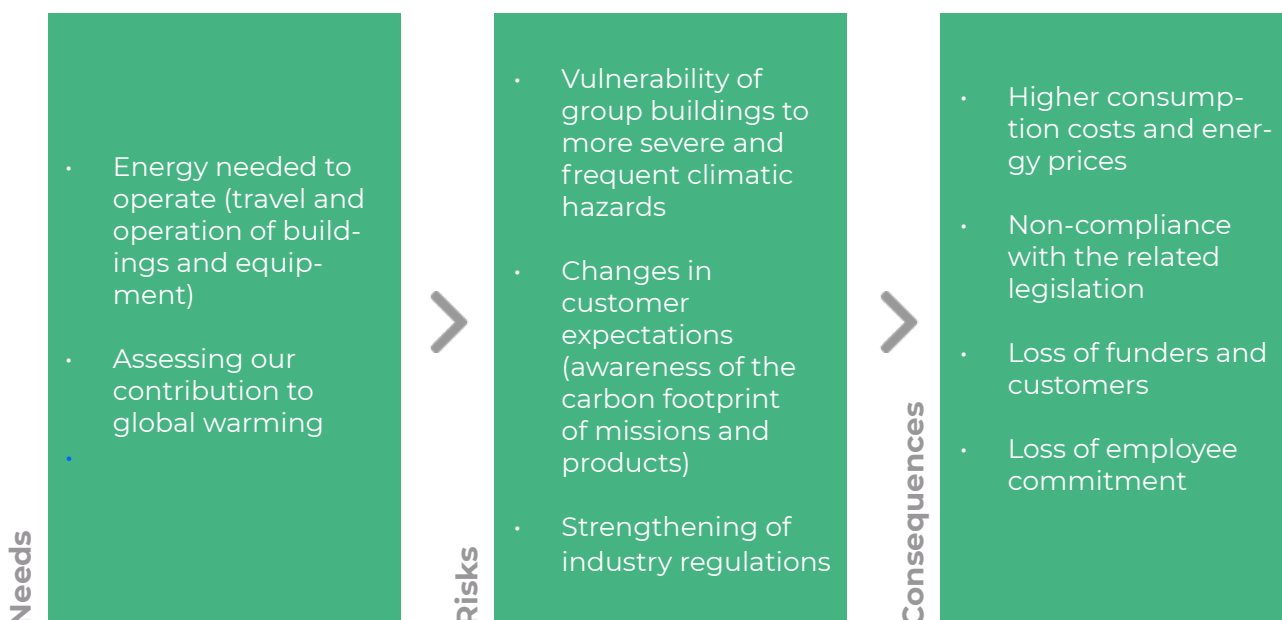 Needs
• Energy needed to
operate (travel and
operation of build-
ings and equip-
ment)
• Assessing our
contribution to
global warming
•
Risks
• Vulnerability of
group buildings to
more severe and
frequent climatic
hazards
• Changes in
customer
expectations
(awareness of the
carbon footprint
of missions and
products)
• Strengthening of
industry regulations
Consequences
• Higher consump-
tion costs and ener-
gy prices
• Non-compliance
with the related
legislation
• Loss of funders and
customers
• Loss of employee
commitment